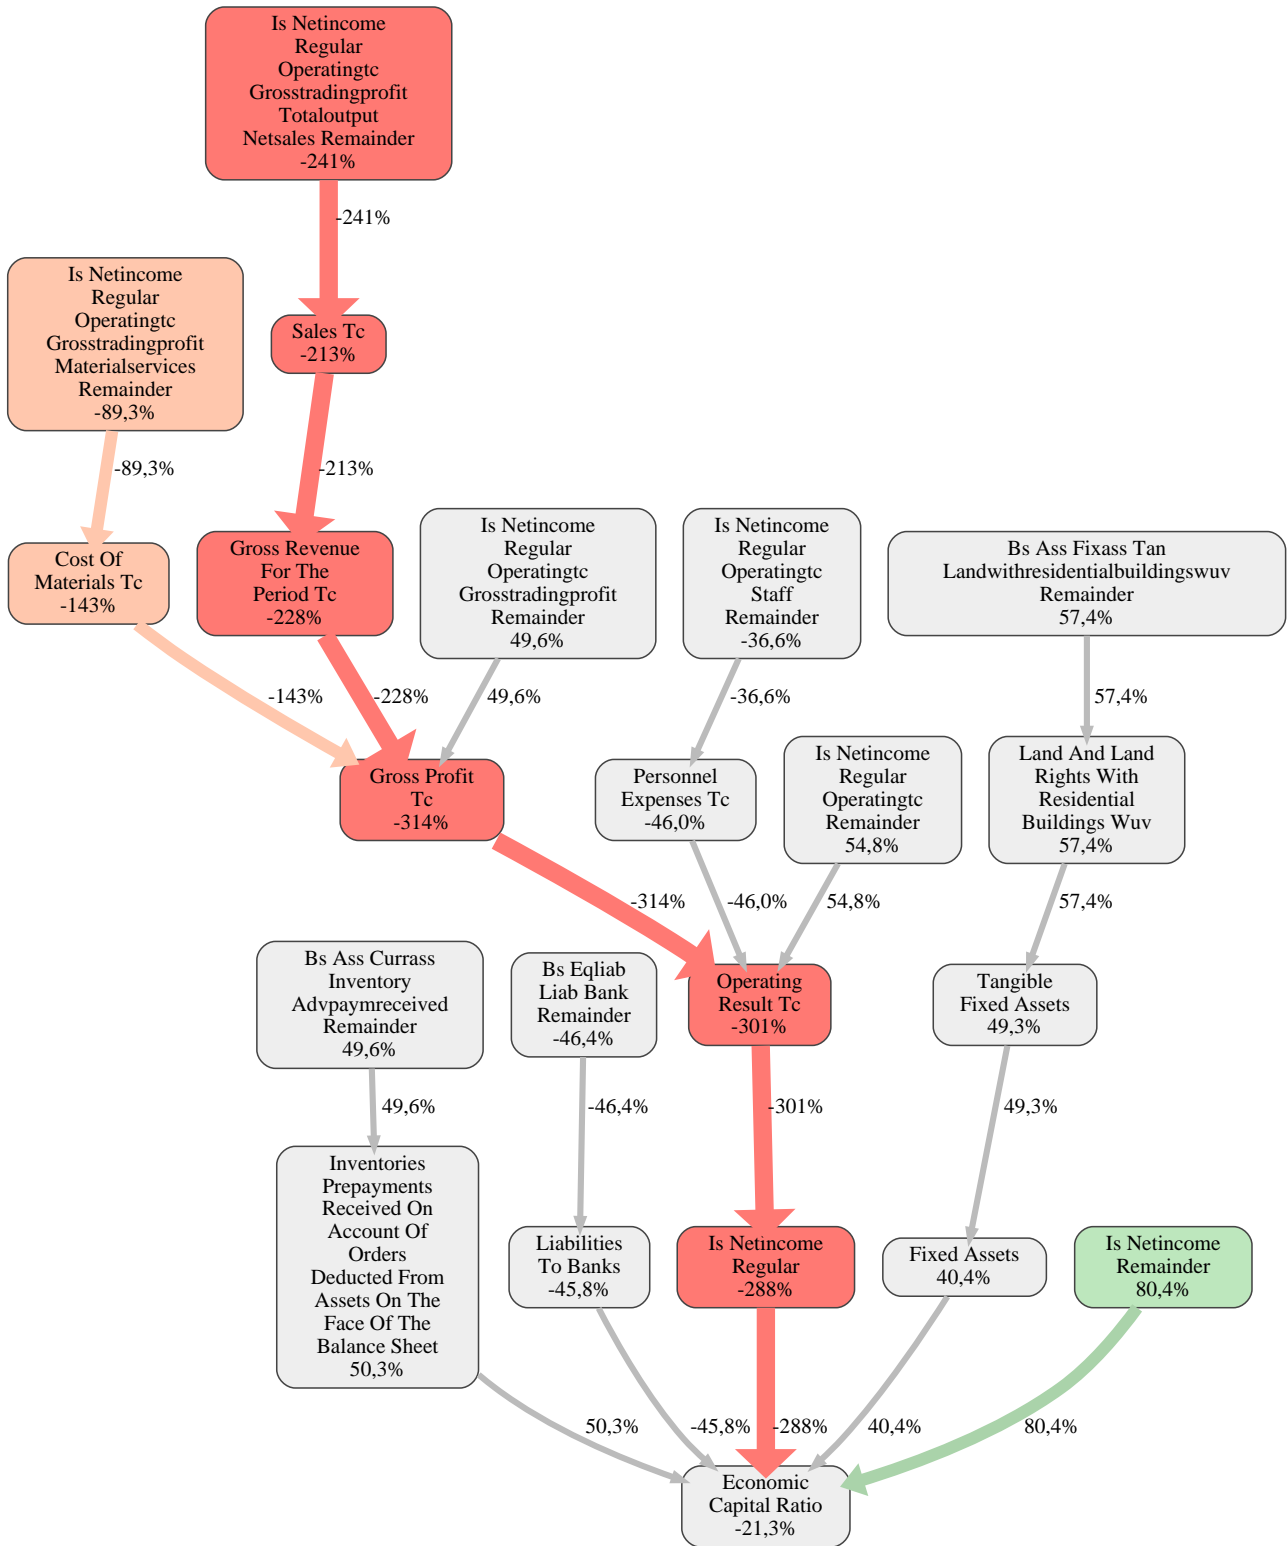 Is Netincome
Regular
Operatingtc
Grosstradingprofit
Totaloutput
Netsales Remainder
-241%
-241%
Is Netincome
Regular
Operatingtc
Grosstradingprofit
Materialservices
Remainder
-89,3%
Sales Tc
-213%
-89,3%
-213%
Cost Of
Materials Tc
-143%
Gross Revenue
For The
Period Tc
-228%
Is Netincome
Regular
Operatingtc
Grosstradingprofit
Remainder
49,6%
Is Netincome
Regular
Operatingtc
Staff
Remainder
-36,6%
Bs Ass Fixass Tan
Landwithresidentialbuildingswuv
Remainder
57,4%
-143%
-228%
49,6%
-36,6%
57,4%
Gross Profit
Tc
-314%
Personnel
Expenses Tc
-46,0%
Is Netincome
Regular
Operatingtc
Remainder
54,8%
Land And Land
Rights With
Residential
Buildings Wuv
57,4%
-314%
-46,0%
54,8%
57,4%
Bs Ass Currass
Inventory
Advpaymreceived
Remainder
49,6%
Bs Eqliab
Liab Bank
Remainder
-46,4%
Operating
Result Tc
-301%
Tangible
Fixed Assets
49,3%
49,6%
-46,4%
-301%
49,3%
Inventories
Prepayments
Received On
Account Of
Orders
Deducted From
Assets On The
Face Of The
Balance Sheet
50,3%
Liabilities
To Banks
-45,8%
Is Netincome
Regular
-288%
Fixed Assets
40,4%
Is Netincome
Remainder
80,4%
50,3%
-45,8%
-288%
40,4%
80,4%
Economic
Capital Ratio
-21,3%